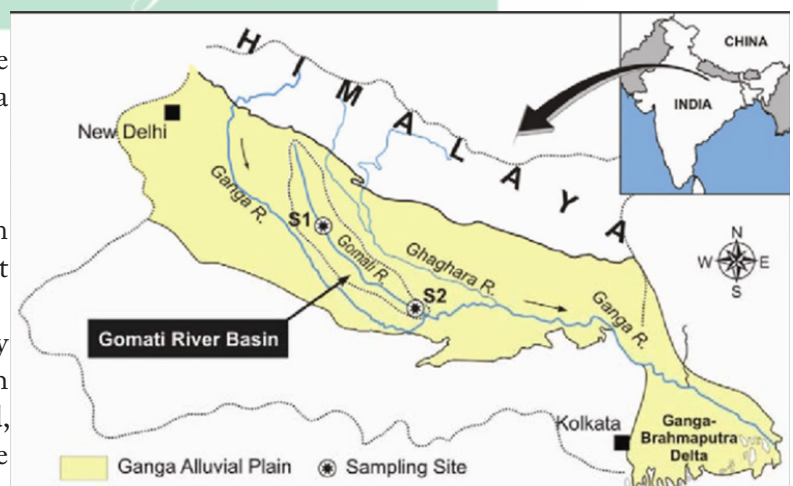 e
a
n
t
y
n
e
HIMALAYA
CHINA
INDIA
New Delhi
Ganga R.
S1
Gomati R.
Ghaghara R.
S2
Ganga R.
N
W E
S
Gomati River Basin
Kolkata
Ganga-
Brahmaputra
Delta
Ganga Alluvial Plain Sampling Site